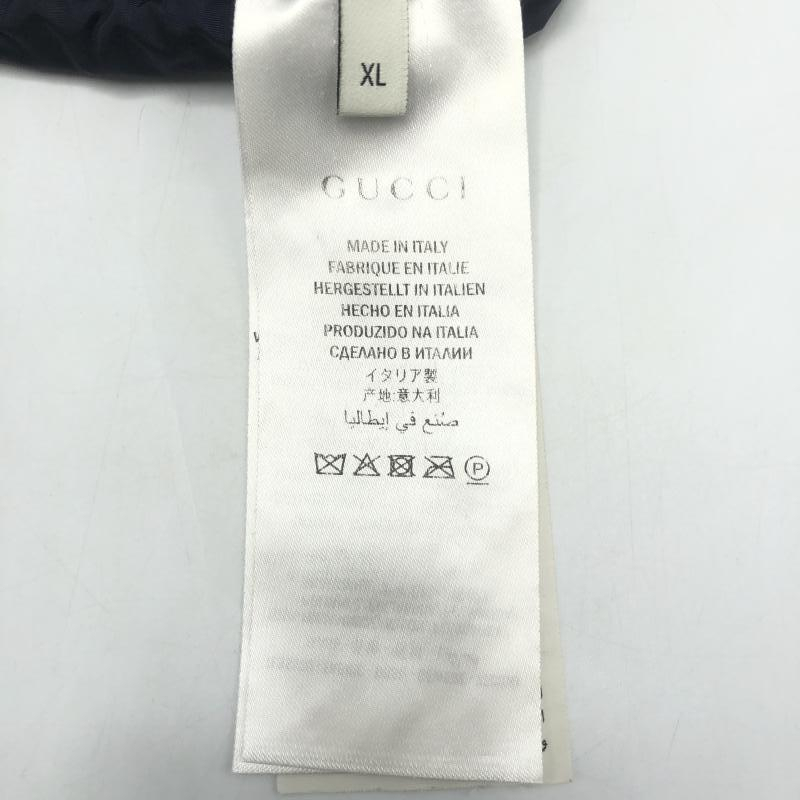 XL
GUCCI
MADE IN ITALY
FABRIQUE EN ITALIE
HERGESTELLT IN ITALIEN
HECHO EN ITALIA
PRODUZIDO NA ITALIA
СДЕЛАНО В ИТАЛИИ
イタリア製
产地:意大利
صُنع في إيطاليا
P